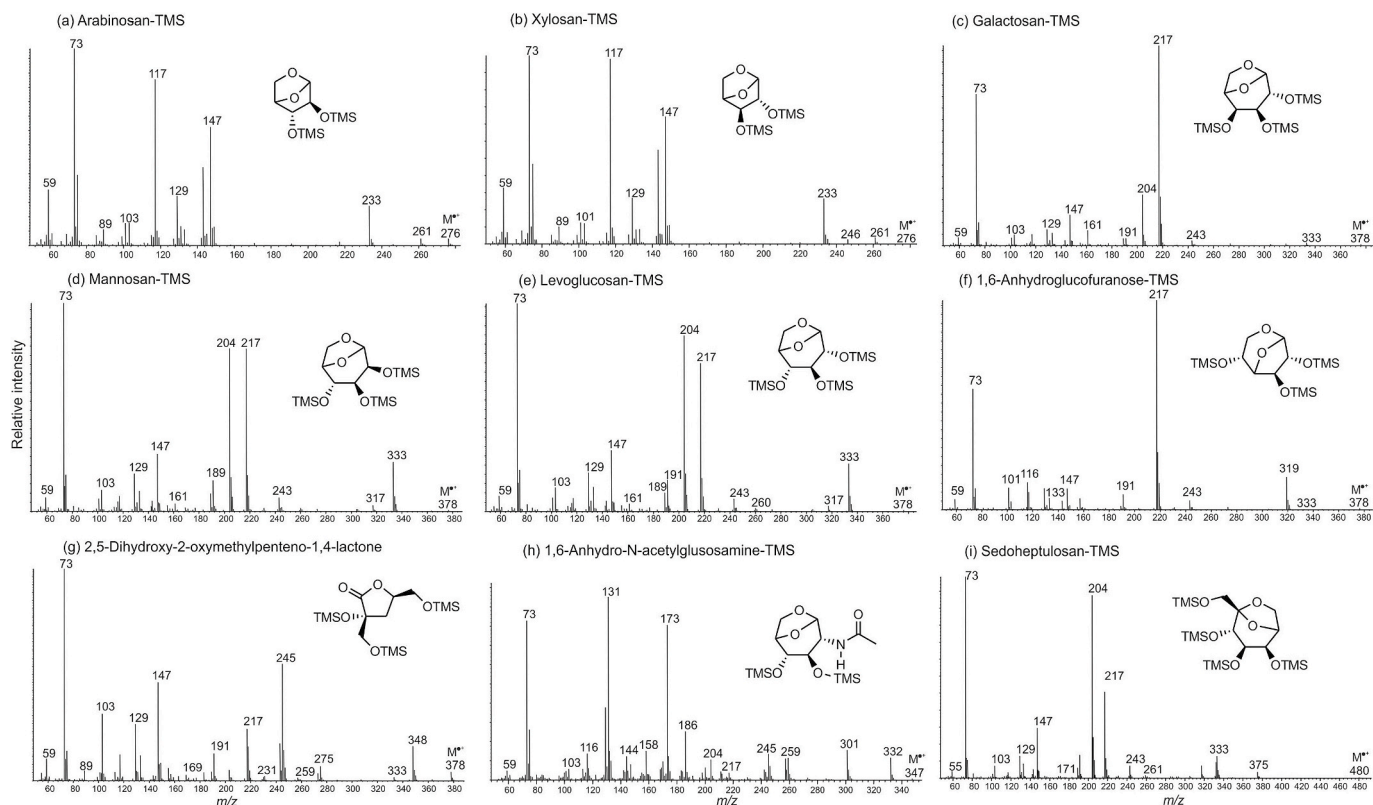 (a) Arabinosan-TMS
73
117
147
59
89
103
129
233
261
M•+
276
O
O
OTMS
OTMS
60 80 100 120 140 160 180 200 220 240 260 280
(b) Xylosan-TMS
73
117
147
59
89
101
129
233
246
261
M•+
276
O
O
OTMS
OTMS
60 80 100 120 140 160 180 200 220 240 260 280
(c) Galactosan-TMS
217
73
204
59
103
129
147
161
191
243
333
M•+
378
O
O
OTMS
TMSO
OTMS
60 80 100 120 140 160 180 200 220 240 260 280 300 320 340 360 380
Relative intensity
(d) Mannosan-TMS
73
204
217
59
103
129
147
161
189
243
317
333
M•+
378
O
O
OTMS
TMSO
OTMS
60 80 100 120 140 160 180 200 220 240 260 280 300 320 340 360 380
(e) Levoglucosan-TMS
73
204
217
59
103
129
147
161
189
191
243
260
317
333
M•+
378
O
O
OTMS
TMSO
OTMS
60 80 100 120 140 160 180 200 220 240 260 280 300 320 340 360 380
(f) 1,6-Anhydroglucofuranose-TMS
217
73
59
101
116
133
147
191
243
319
333
M•+
378
O
TMSO
O
OTMS
TMSO
60 80 100 120 140 160 180 200 220 240 260 280 300 320 340 360 380
(g) 2,5-Dihydroxy-2-oxymethylpenteno-1,4-lactone
73
59
89
103
129
147
169
191
217
231
245
259
275
333
348
M•+
378
O
O
OTMS
TMSO
OTMS
60 80 100 120 140 160 180 200 220 240 260 280 300 320 340 360 380
m/z
(h) 1,6-Anhydro-N-acetylglusosamine-TMS
73
131
173
59
103
116
144
158
186
204
217
245
259
301
332
M•+
347
O
O
O
N
H
TMSO
O
TMS
60 80 100 120 140 160 180 200 220 240 260 280 300 320 340
m/z
(i) Sedoheptulosan-TMS
73
204
217
55
103
129
147
171
243
261
333
375
M•+
480
TMSO
O
O
TMSO
TMSO
OTMS
40 60 80 100 120 140 160 180 200 220 240 260 280 300 320 340 360 380 400 420 440 460 480
m/z